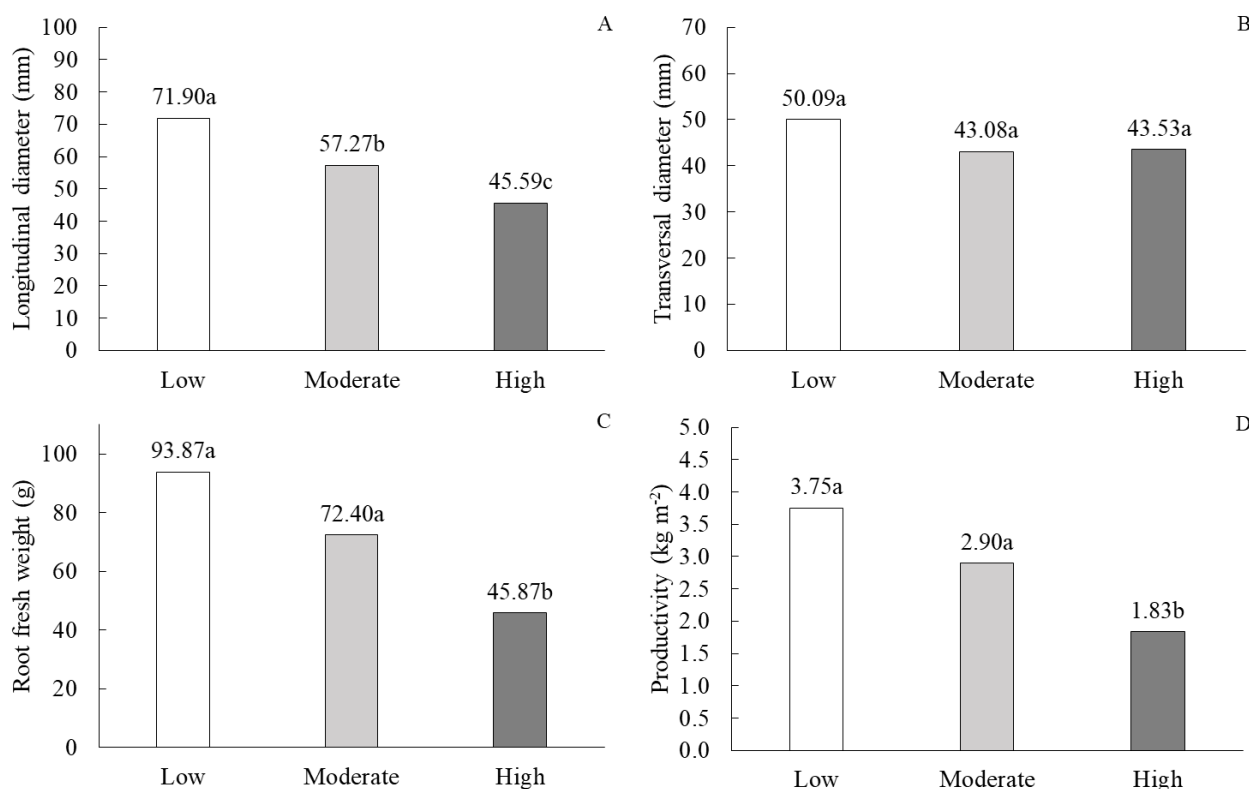 A
Longitudinal diameter (mm)
100
90
80
70
60
50
40
30
20
10
0
71.90a
57.27b
45.59c
Low Moderate High
B
Transversal diameter (mm)
70
60
50
40
30
20
10
0
50.09a
43.08a
43.53a
Low Moderate High
C
Root fresh weight (g)
100
80
60
40
20
0
93.87a
72.40a
45.87b
Low Moderate High
D
Productivity (kg m⁻²)
5.0
4.5
4.0
3.5
3.0
2.5
2.0
1.5
1.0
0.5
0.0
3.75a
2.90a
1.83b
Low Moderate High